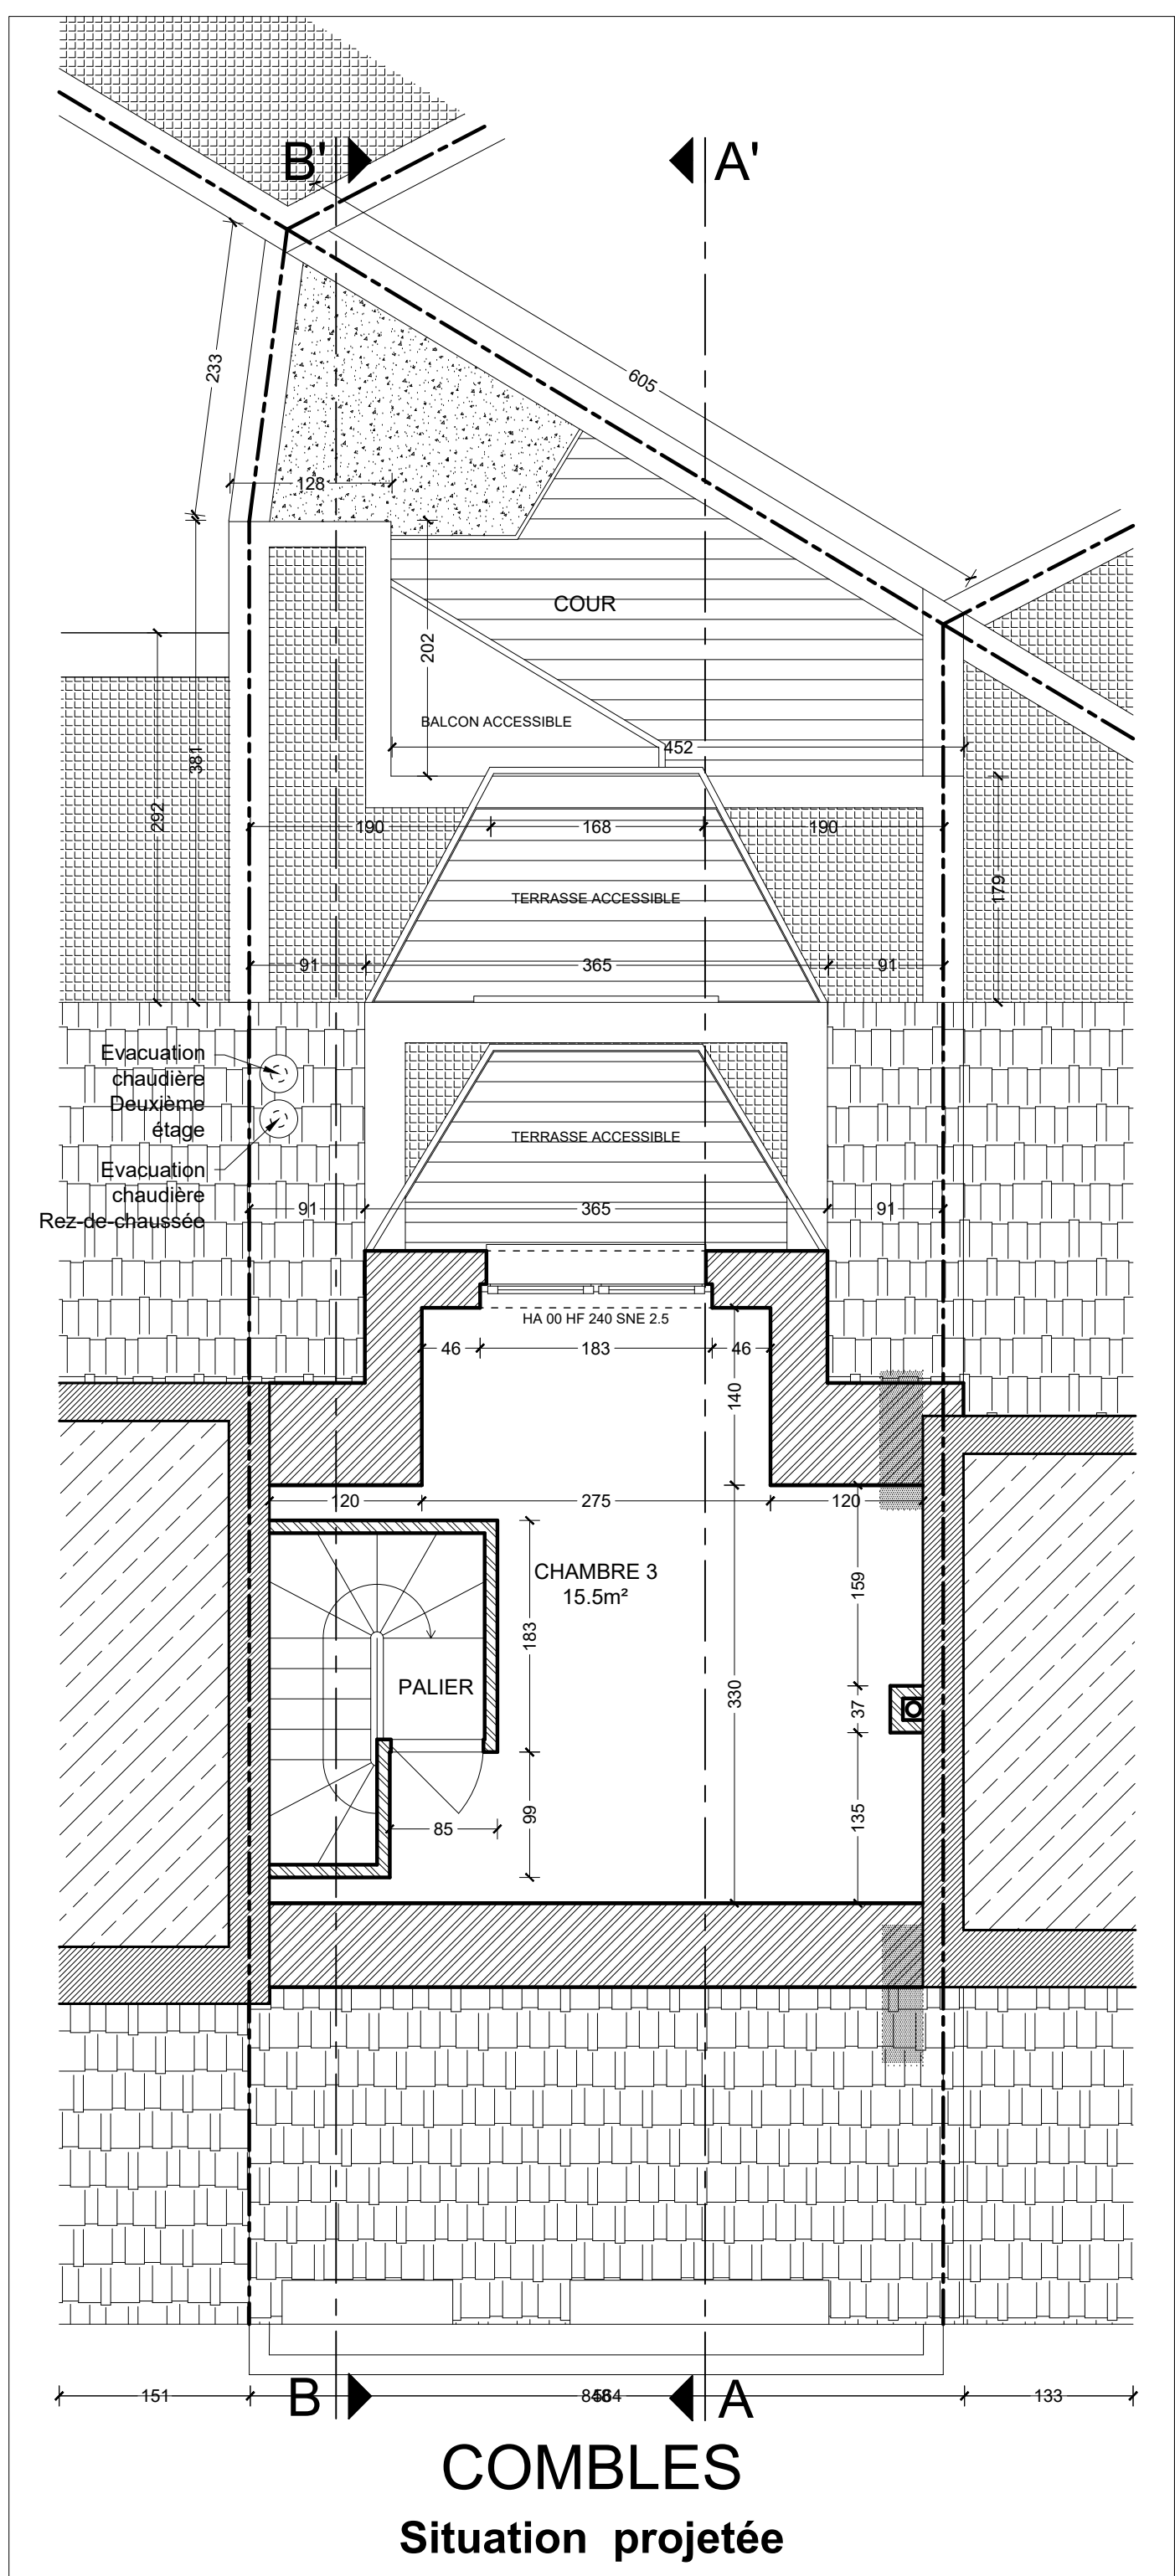 B'
A'
233
605
128
COUR
202
BALCON ACCESSIBLE
452
381
292
190
168
190
179
TERRASSE ACCESSIBLE
91
365
91
Evacuation
chaudière
Deuxième
étage
TERRASSE ACCESSIBLE
Evacuation
chaudière
Rez-de-chaussée
91
365
91
HA 00 HF 240 SNE 2.5
46
183
46
140
120
275
120
CHAMBRE 3
15.5m²
159
183
PALIER
330
37
135
99
85
B
A
151
133
COMBLES
Situation projetée